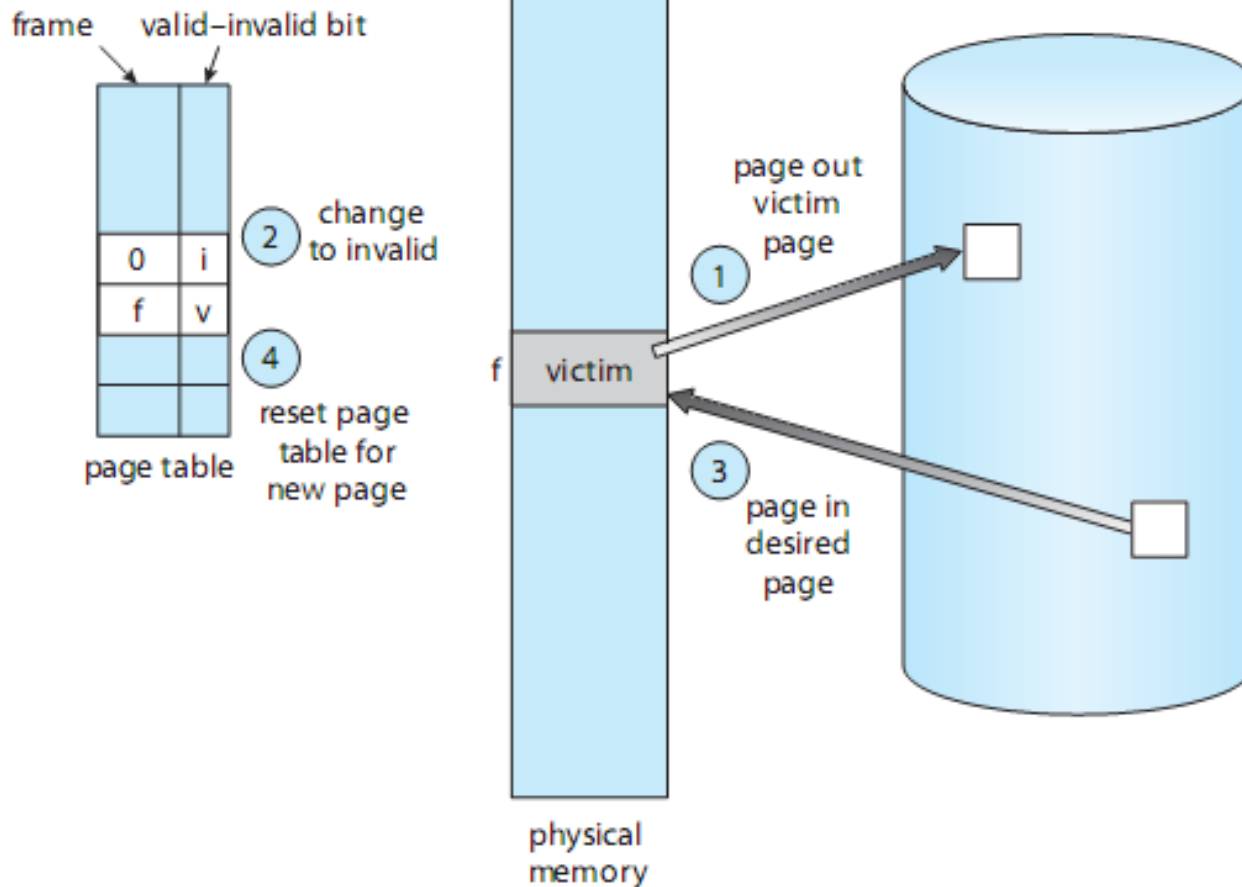 frame
valid–invalid bit
0
i
f
v
2
change
to invalid
4
reset page
table for
new page
page table
f
victim
physical
memory
page out
victim
page
1
3
page in
desired
page